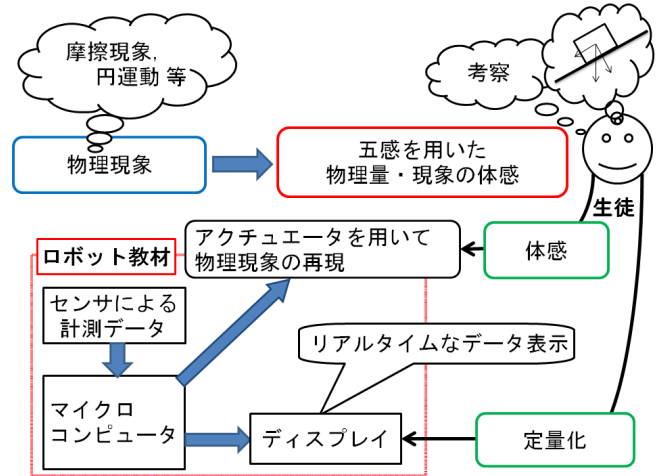 摩擦現象，
円運動 等
考察
物理現象
五感を用いた
物理量・現象の体感
生徒
ロボット教材
アクチュエータを用いて
物理現象の再現
体感
センサによる
計測データ
リアルタイムなデータ表示
マイクロ
コンピュータ
ディスプレイ
定量化